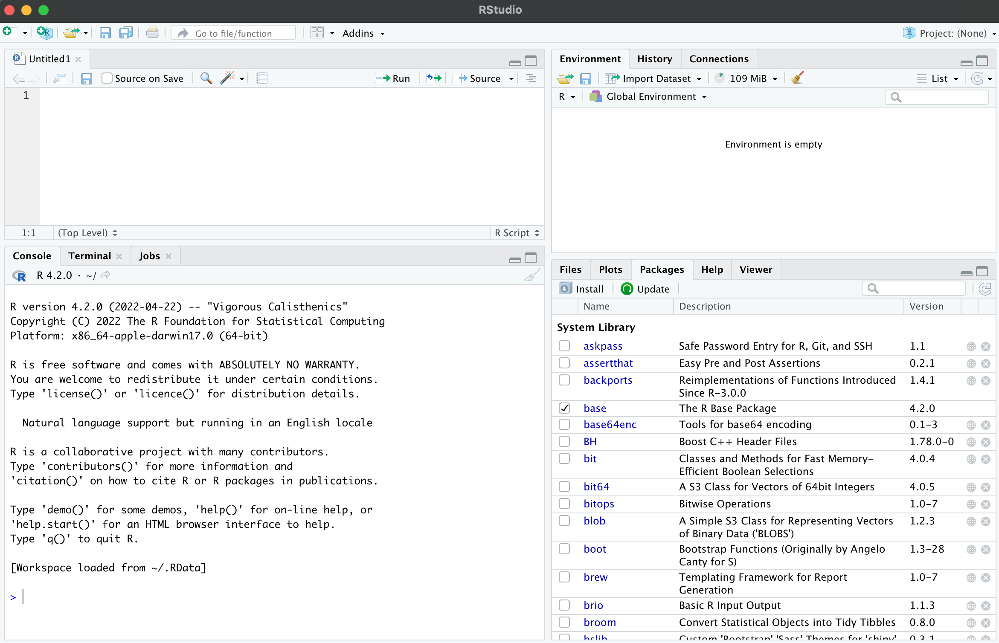 RStudio
Go to file/function
Addins
Project: (None)
Untitled1
Source on Save
Run
Source
1
1:1
(Top Level)
R Script
Console
Terminal
Jobs
R 4.2.0 · ~/
R version 4.2.0 (2022-04-22) -- "Vigorous Calisthenics"
Copyright (C) 2022 The R Foundation for Statistical Computing
Platform: x86_64-apple-darwin17.0 (64-bit)
R is free software and comes with ABSOLUTELY NO WARRANTY.
You are welcome to redistribute it under certain conditions.
Type 'license()' or 'licence()' for distribution details.
Natural language support but running in an English locale
R is a collaborative project with many contributors.
Type 'contributors()' for more information and
'citation()' on how to cite R or R packages in publications.
Type 'demo()' for some demos, 'help()' for on-line help, or
'help.start()' for an HTML browser interface to help.
Type 'q()' to quit R.
[Workspace loaded from ~/.RData]
>
Environment
History
Connections
Import Dataset
109 MiB
List
R
Global Environment
Environment is empty
Files
Plots
Packages
Help
Viewer
Install
Update
Name Description Version
System Library
askpass Safe Password Entry for R, Git, and SSH 1.1
assertthat Easy Pre and Post Assertions 0.2.1
backports Reimplementations of Functions Introduced 1.4.1
Since R-3.0.0
base The R Base Package 4.2.0
base64enc Tools for base64 encoding 0.1-3
BH Boost C++ Header Files 1.78.0-0
bit Classes and Methods for Fast Memory- 4.0.4
Efficient Boolean Selections
bit64 A S3 Class for Vectors of 64bit Integers 4.0.5
bitops Bitwise Operations 1.0-7
blob A Simple S3 Class for Representing Vectors 1.2.3
of Binary Data ('BLOBS')
boot Bootstrap Functions (Originally by Angelo 1.3-28
Canty for S)
brew Templating Framework for Report 1.0-7
Generation
brio Basic R Input Output 1.1.3
broom Convert Statistical Objects into Tidy Tibbles 0.8.0
bslib Custom 'Bootstrap' 'Sass' Themes for 'shiny' 0.3.1